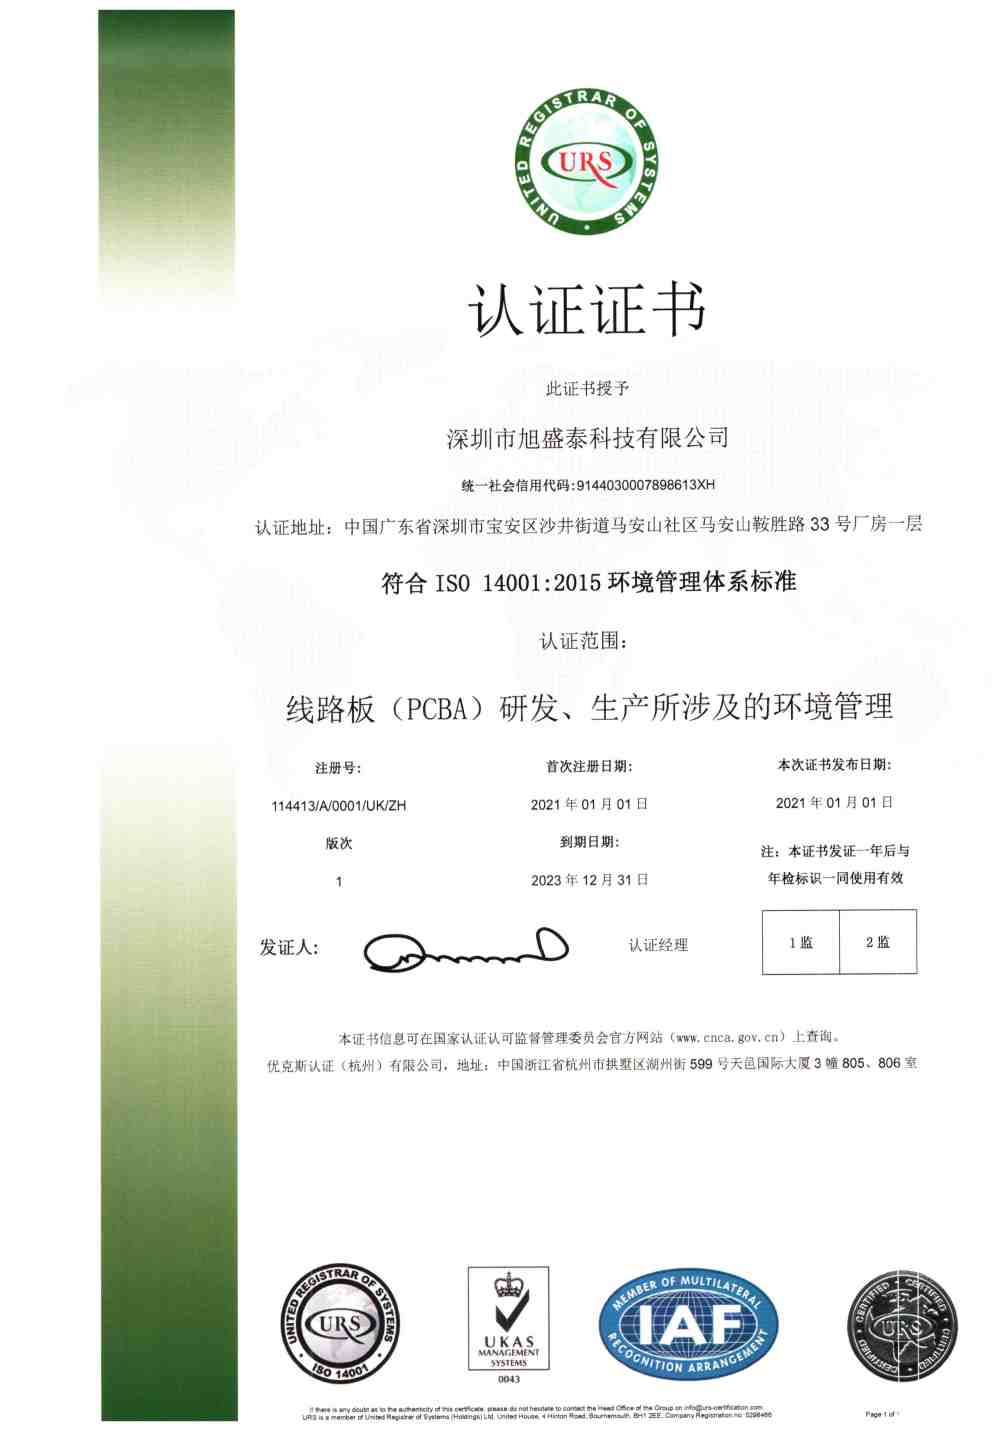 UNITED REGISTRAR OF SYSTEMS
URS
认证证书
此证书授予
深圳市旭盛泰科技有限公司
统一社会信用代码:9144030007898613XH
认证地址：中国广东省深圳市宝安区沙井街道马安山社区马安山鞍胜路 33 号厂房一层
符合 ISO 14001:2015 环境管理体系标准
认证范围:
线路板（PCBA）研发、生产所涉及的环境管理
注册号: 首次注册日期: 本次证书发布日期:
114413/A/0001/UK/ZH 2021 年 01 月 01 日 2021 年 01 月 01 日
版次 到期日期:
1 2023 年 12 月 31 日
注：本证书发证一年后与
年检标识一同使用有效
发证人: 认证经理 1 监 2 监
本证书信息可在国家认证认可监督管理委员会官方网站（www.cnca.gov.cn）上查询。
优克斯认证（杭州）有限公司，地址：中国浙江省杭州市拱墅区湖州街 599 号天邑国际大厦 3 幢 805、806 室
UNITED REGISTRAR OF SYSTEMS
URS
ISO 14001
UKAS
MANAGEMENT
SYSTEMS
0043
MEMBER OF MULTILATERAL
IAF
RECOGNITION ARRANGEMENT
CERTIFIED CERTIFIED CERTIFIED CERTIFIED
URS
If there is any doubt as to the authenticity of this certificate, please do not hesitate to contact the Head Office of the Group on info@urs-certification.com.
URS is a member of United Registrar of Systems (Holdings) Ltd, United House, 4 Hinton Road, Bournemouth, BH1 2EE. Company Registration no. 5298466
Page 1 of 1